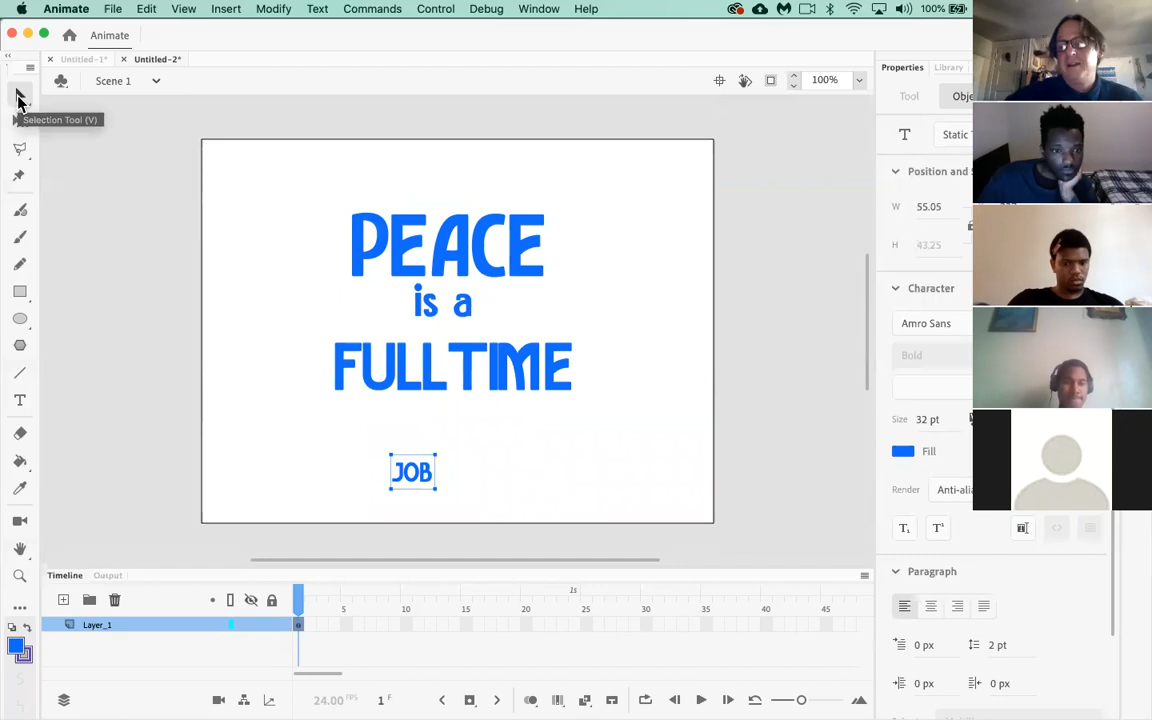 Animate File Edit View Insert Modify Text Commands Control Debug Window Help 100%
Animate
Untitled-1* Untitled-2* Properties Library
Scene 1 100%
Tool
Selection Tool (V)
T Static
Position and
PEACE
W 55.05
is a
H 43.25
Character
FULLTIME
Amro Sans
Bold
Size 32 pt
JOB
Fill
Render Anti-
Timeline Output
Paragraph
1s
5 10 15 20 25 30 35 40 45
Layer_1
0 px 2 pt
0 px 0 px
24.00 FPS 1 F